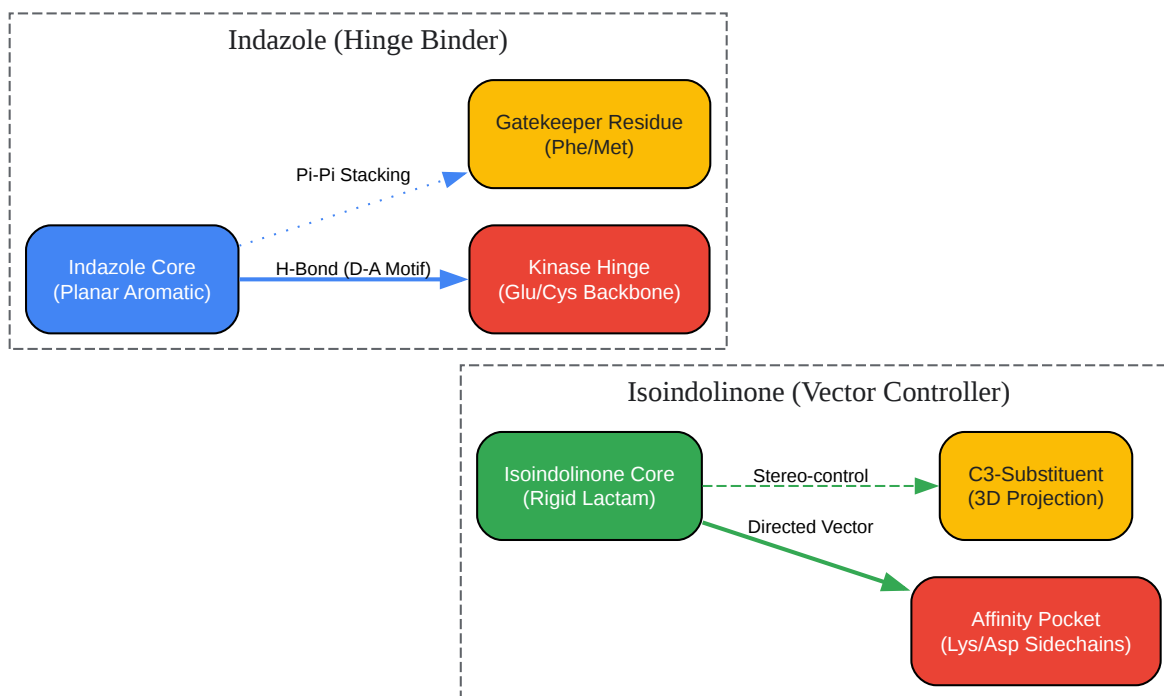 Indazole (Hinge Binder)
Gatekeeper Residue
(Phe/Met)
Pi-Pi Stacking
Indazole Core
(Planar Aromatic)
H-Bond (D-A Motif)
Kinase Hinge
(Glu/Cys Backbone)
Isoindolinone (Vector Controller)
Isoindolinone Core
(Rigid Lactam)
Stereo-control
C3-Substituent
(3D Projection)
Directed Vector
Affinity Pocket
(Lys/Asp Sidechains)